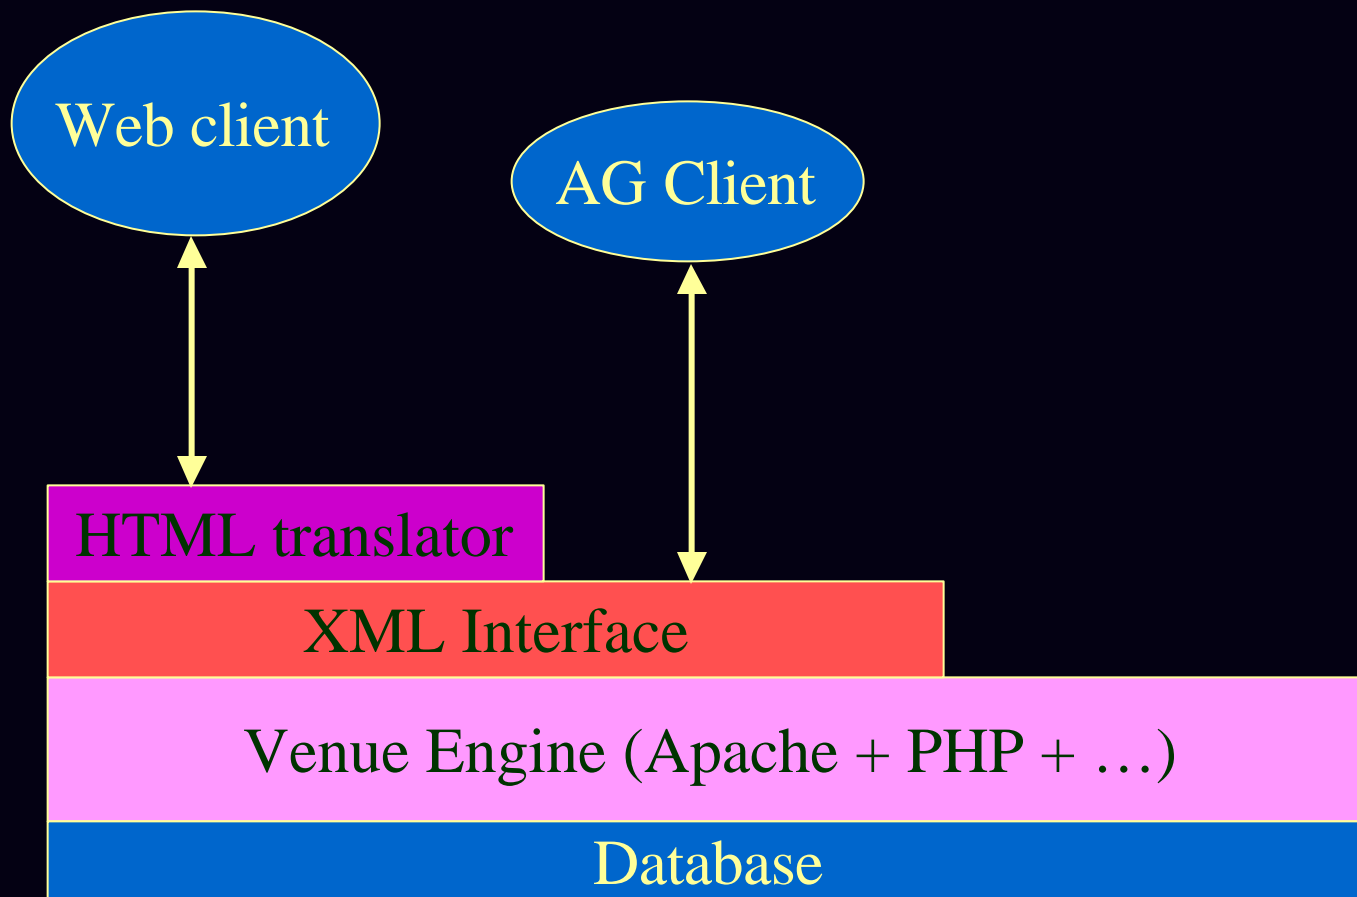 Web client
AG Client
HTML translator
XML Interface
Venue Engine (Apache + PHP + …)
Database